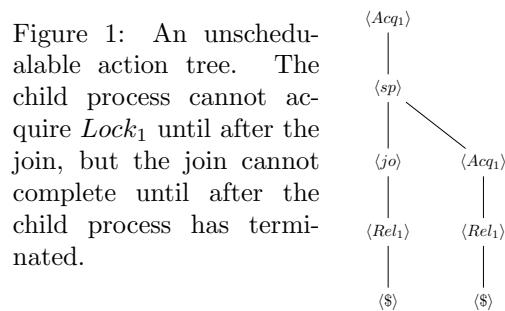 Figure 1: An unschedu-
alable action tree. The
child process cannot ac-
quire Lock₁ until after the
join, but the join cannot
complete until after the
child process has termi-
nated.
⟨Acq₁⟩
⟨sp⟩
⟨jo⟩ ⟨Acq₁⟩
⟨Rel₁⟩ ⟨Rel₁⟩
⟨$⟩ ⟨$⟩